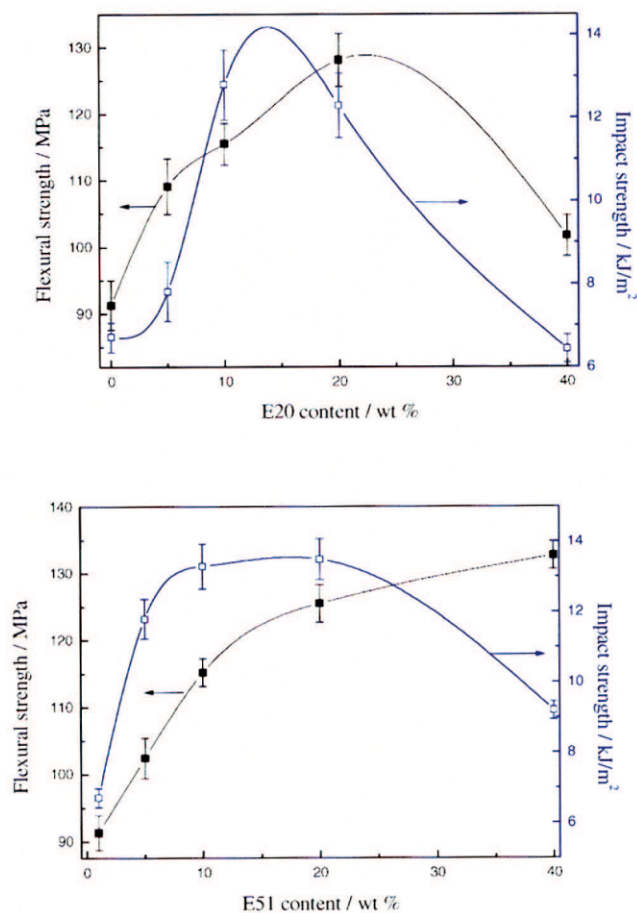 130
120
110
100
90
Flexural strength / MPa
14
12
10
8
6
Impact strength / kJ/m²
0 10 20 30 40
E20 content / wt %
140
130
120
110
100
90
Flexural strength / MPa
14
12
10
8
6
Impact strength / kJ/m²
0 10 20 30 40
E51 content / wt %